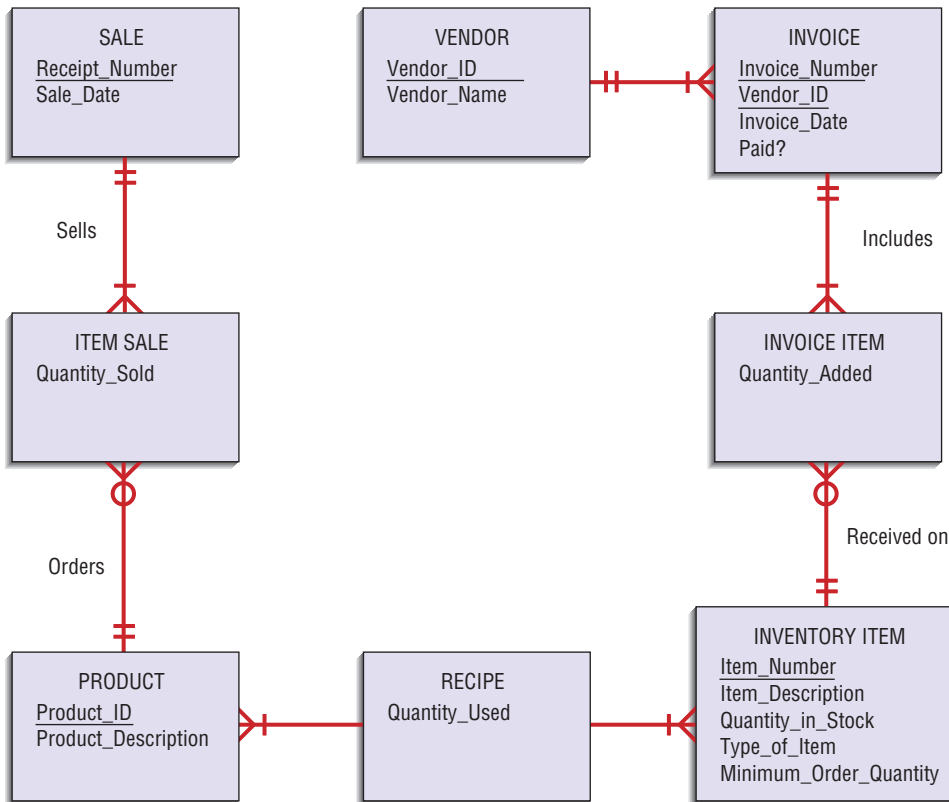 SALE
Receipt_Number
Sale_Date
VENDOR
Vendor_ID
Vendor_Name
INVOICE
Invoice_Number
Vendor_ID
Invoice_Date
Paid?
Sells
Includes
ITEM SALE
Quantity_Sold
INVOICE ITEM
Quantity_Added
Orders
Received on
PRODUCT
Product_ID
Product_Description
RECIPE
Quantity_Used
INVENTORY ITEM
Item_Number
Item_Description
Quantity_in_Stock
Type_of_Item
Minimum_Order_Quantity